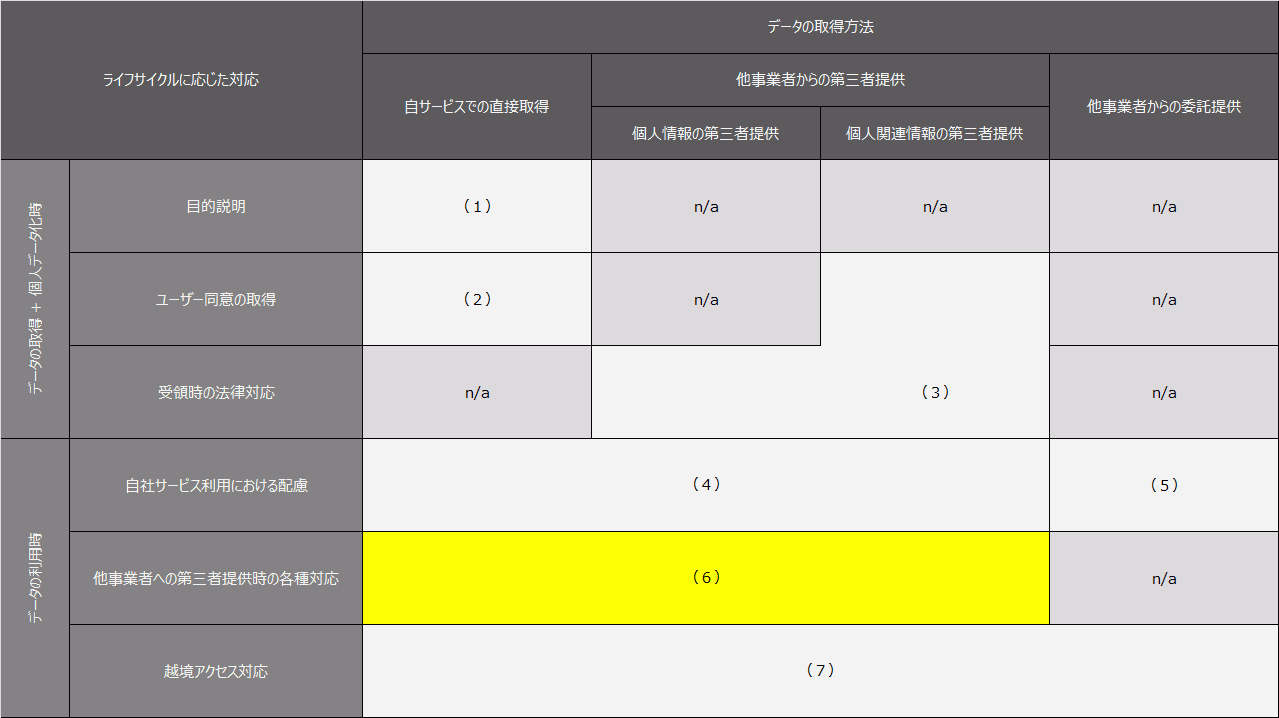 データの取得方法
ライフサイクルに応じた対応
自サービスでの直接取得
他事業者からの第三者提供
他事業者からの委託提供
個人情報の第三者提供
個人関連情報の第三者提供
データの取得 + 個人データ化時
目的説明
（1）
n/a
n/a
n/a
ユーザー同意の取得
（2）
n/a
n/a
受領時の法律対応
n/a
（3）
n/a
データの利用時
自社サービス利用における配慮
（4）
（5）
他事業者への第三者提供時の各種対応
（6）
n/a
越境アクセス対応
（7）